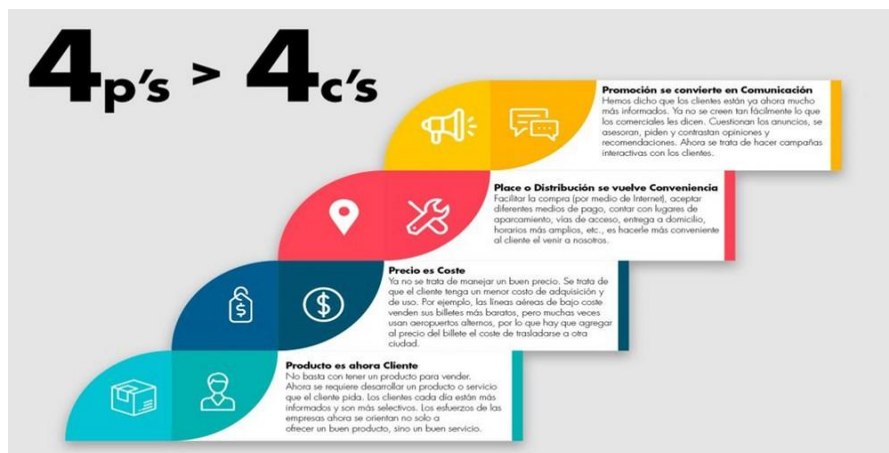 4p's > 4c's
Promoción se convierte en Comunicación
Hemos dicho que los clientes están ya ahora mucho
más informados. Ya no se creen tan fácilmente lo que
los comerciales les dicen. Cuestionan los anuncios, se
asesoran, piden y contrastan opiniones y
recomendaciones. Ahora se trata de hacer campañas
interactivas con los clientes.
Place o Distribución se vuelve Conveniencia
Facilitar la compra (por medio de Internet), aceptar
diferentes medios de pago, contar con lugares de
aparcamiento, vías de acceso, entrega a domicilio,
horarios más amplios, etc., es hacerle más conveniente
al cliente el venir a nosotros.
Precio es Coste
Ya no se trata de manejar un buen precio. Se trata de
que el cliente tenga un menor costo de adquisición y
de uso. Por ejemplo, las líneas aéreas de bajo coste
venden sus billetes más baratos, pero muchas veces
usan aeropuertos alternos, por lo que hay que agregar
al precio del billete el coste de trasladarse a otra
ciudad.
$
$
Producto es ahora Cliente
No basta con tener un producto para vender.
Ahora se requiere desarrollar un producto o servicio
que el cliente pida. Los clientes cada día están más
informados y son más selectivos. Los esfuerzos de las
empresas ahora se orientan no solo a
ofrecer un buen producto, sino un buen servicio.